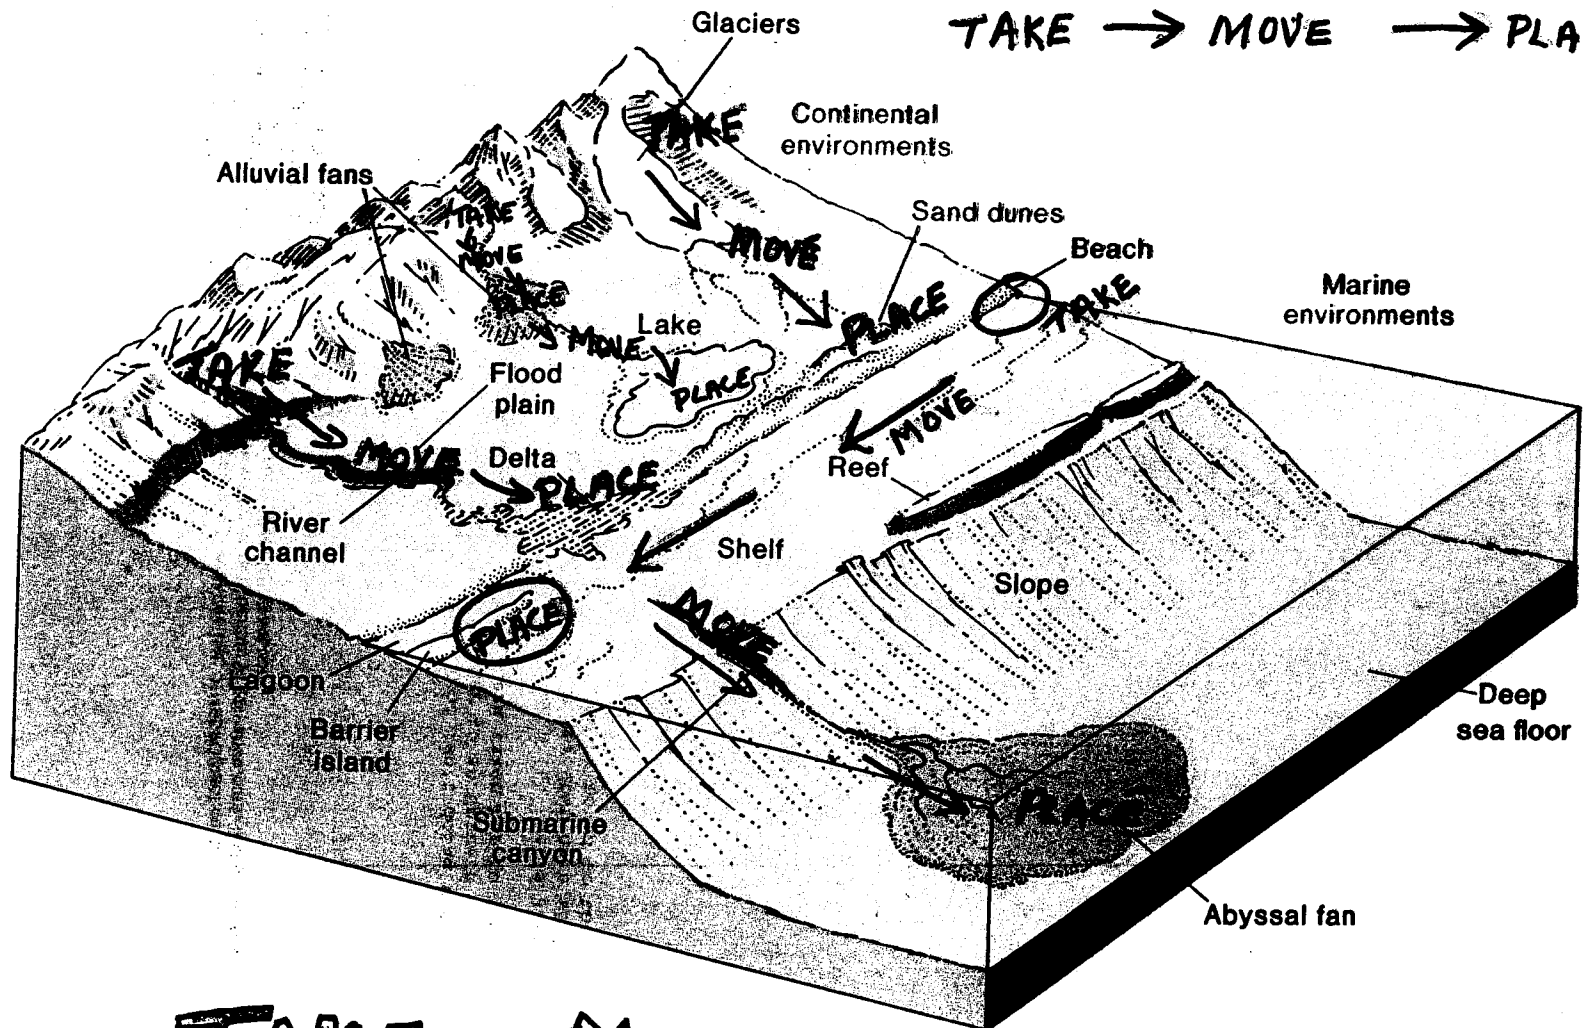 Glaciers
TAKE → MOVE → PLA
TAKE
Continental
environments
Alluvial fans
TAKE
MOVE
PLACE
MOVE
Sand dunes
Beach
TAKE
Marine
environments
PLACE
MOVE
Lake
PLACE
TAKE
Flood
plain
MOVE
MOVE
Reef
Delta
PLACE
River
channel
Shelf
Slope
PLACE
MOVE
Lagoon
Barrier
island
Deep
sea floor
Submarine
canyon
PLACE
Abyssal fan